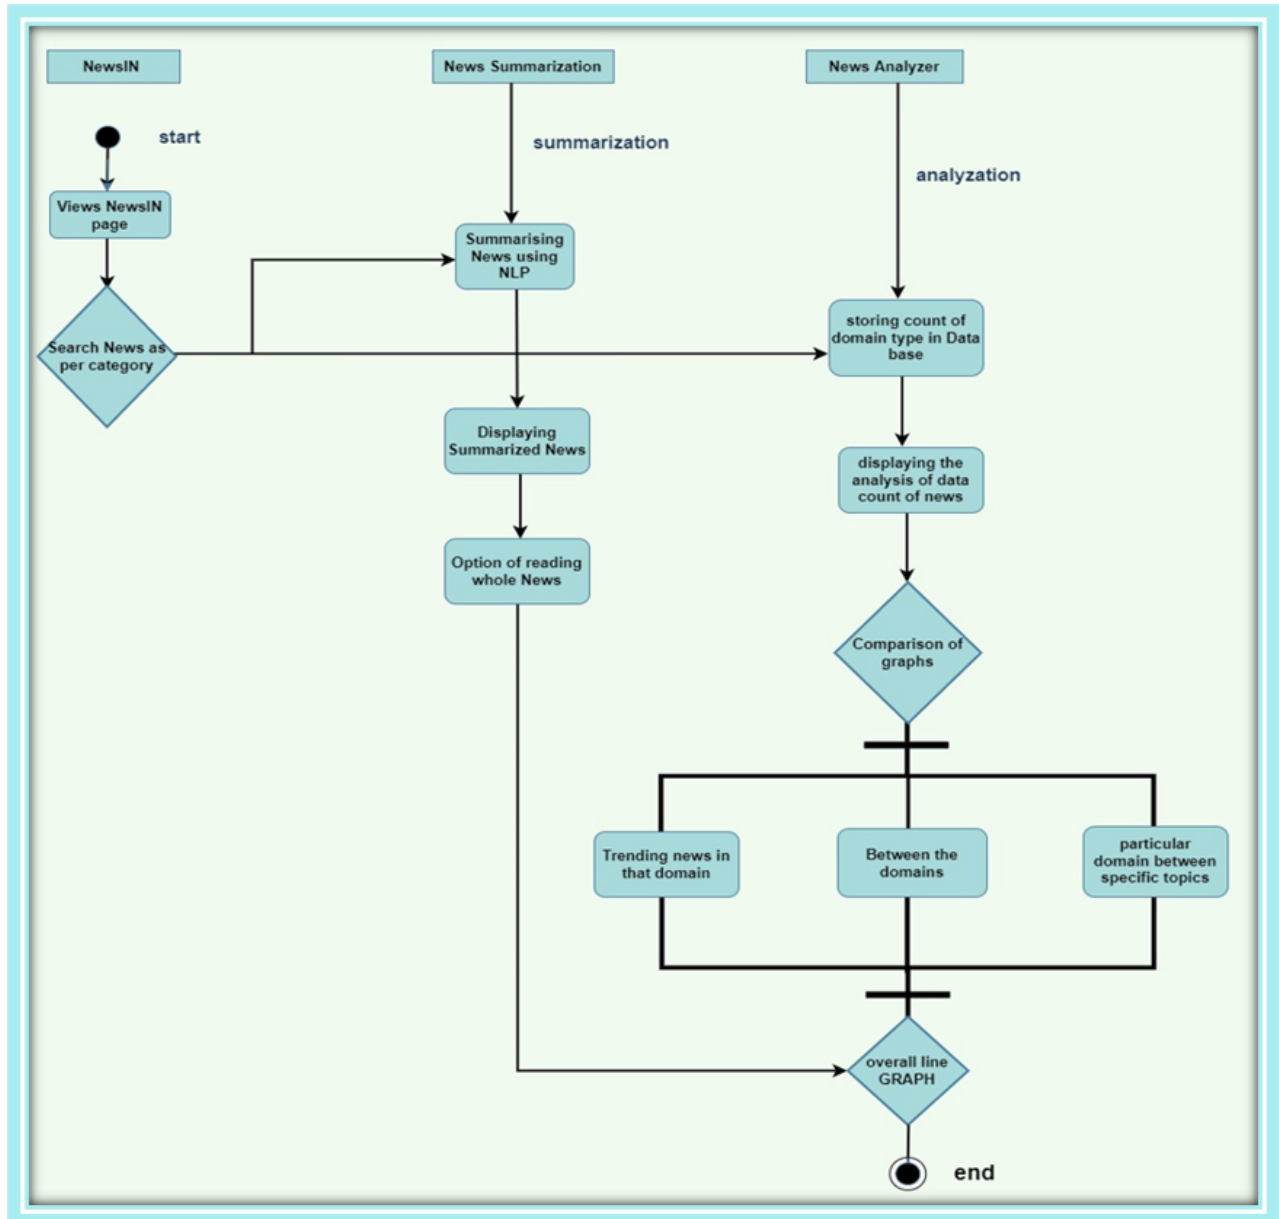 NewsIN
News Summarization
News Analyzer
start
summarization
analyzation
Views NewsIN
page
Summarising
News using
NLP
Search News as
per category
storing count of
domain type in Data
base
Displaying
Summarized News
displaying the
analysis of data
count of news
Option of reading
whole News
Comparison of
graphs
Trending news in
that domain
Between the
domains
particular
domain between
specific topics
overall line
GRAPH
end